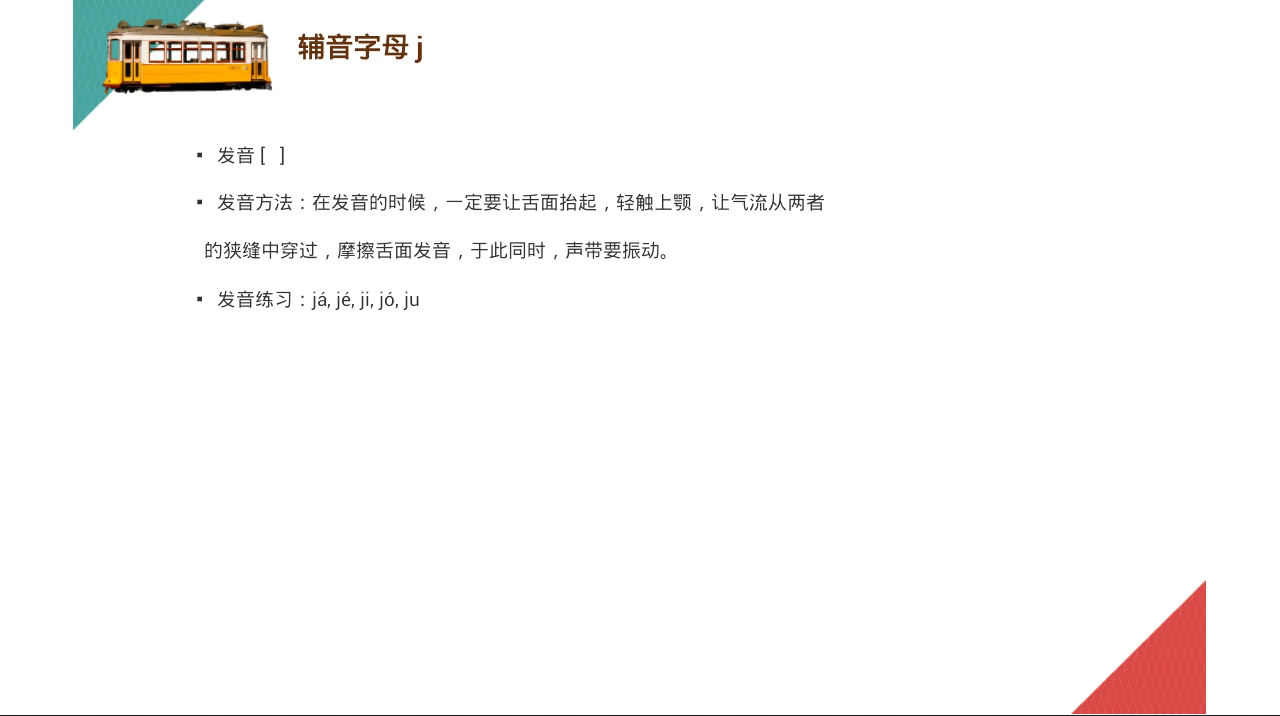 辅音字母 j
▪ 发音 [ ]
▪ 发音方法：在发音的时候，一定要让舌面抬起，轻触上颚，让气流从两者
的狭缝中穿过，摩擦舌面发音，于此同时，声带要振动。
▪ 发音练习：já, jé, ji, jó, ju